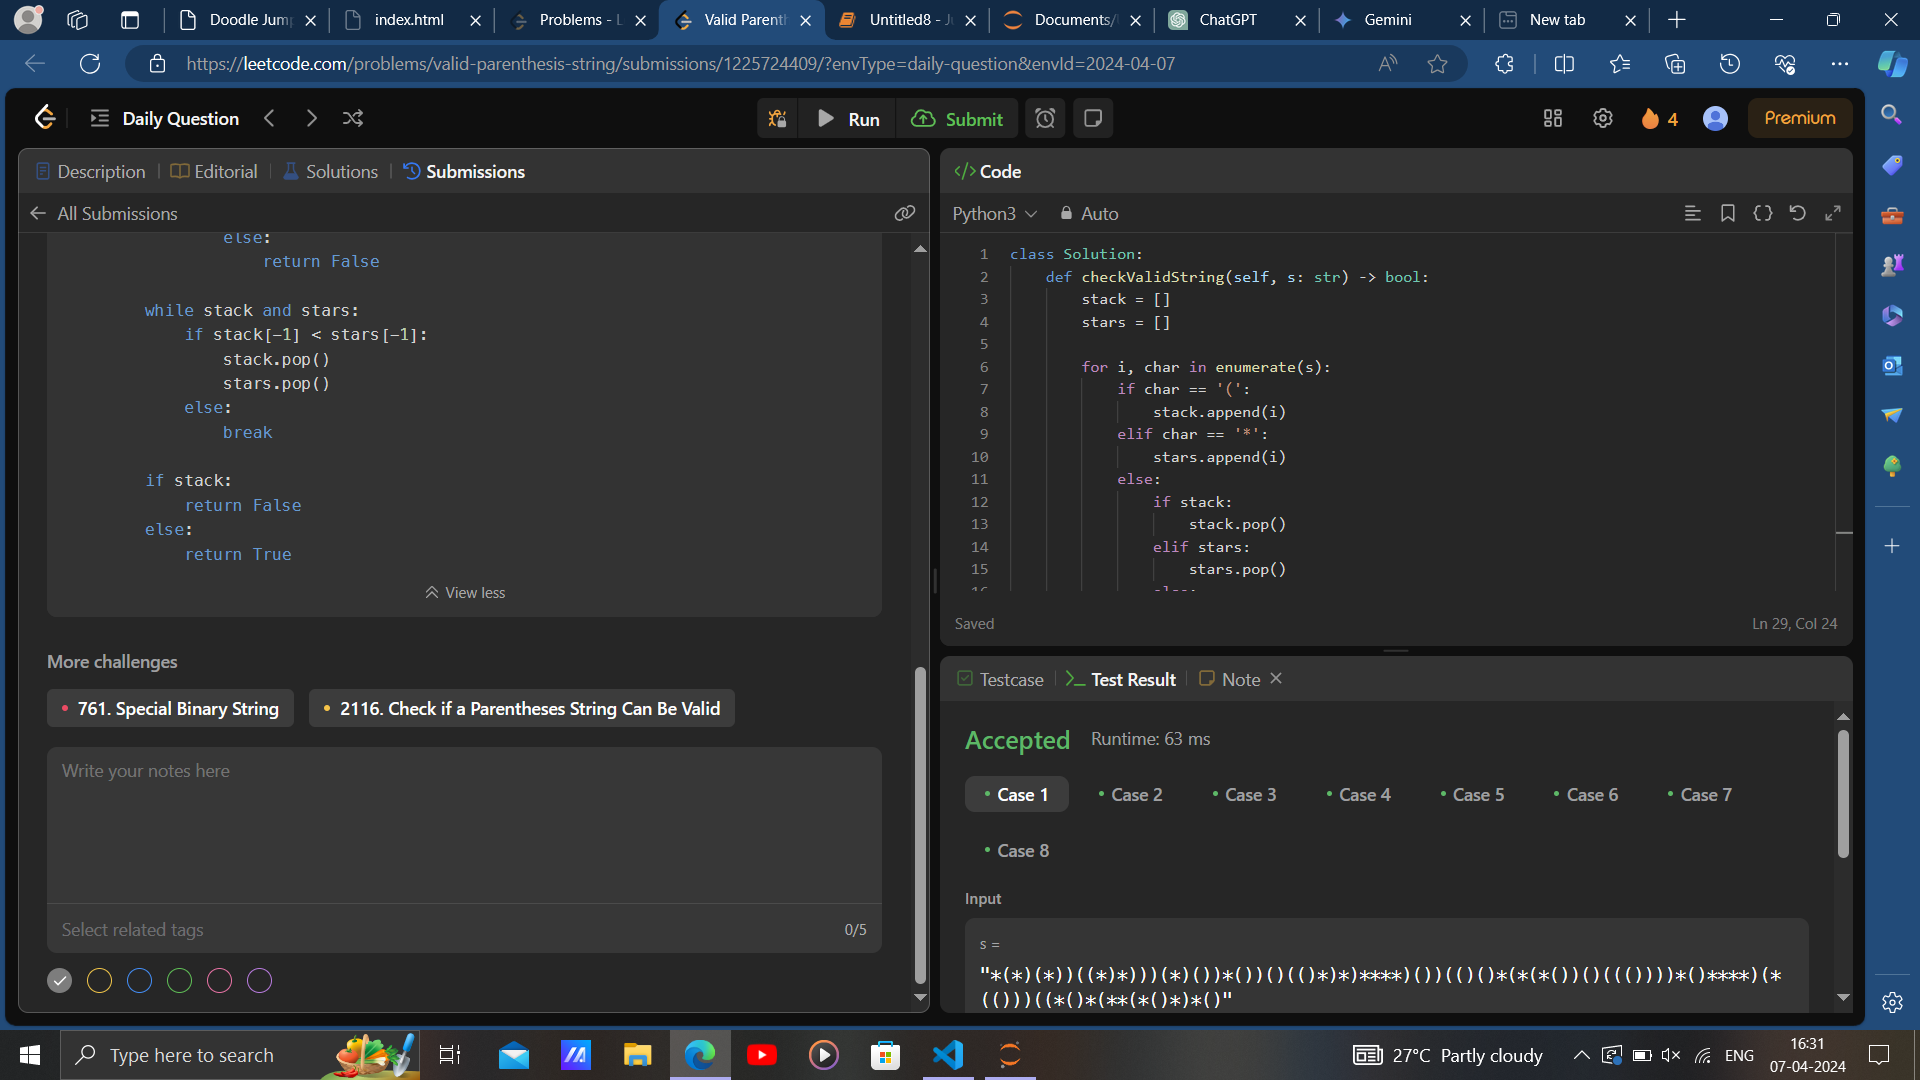 Doodle Jum
index.html
Problems - L
Valid Parenth
Untitled8 - Ju
Documents/
ChatGPT
Gemini
New tab
https://leetcode.com/problems/valid-parenthesis-string/submissions/1225724409/?envType=daily-question&envId=2024-04-07
Daily Question
Run
Submit
4
Premium
Description
Editorial
Solutions
Submissions
All Submissions
else:
return False
while stack and stars:
if stack[-1] < stars[-1]:
stack.pop()
stars.pop()
else:
break
if stack:
return False
else:
return True
View less
More challenges
761. Special Binary String
2116. Check if a Parentheses String Can Be Valid
Write your notes here
Select related tags
0/5
</> Code
Python3
Auto
1 class Solution:
2 def checkValidString(self, s: str) -> bool:
3 stack = []
4 stars = []
5
6 for i, char in enumerate(s):
7 if char == '(':
8 stack.append(i)
9 elif char == '*':
10 stars.append(i)
11 else:
12 if stack:
13 stack.pop()
14 elif stars:
15 stars.pop()
16 else:
Saved
Ln 29, Col 24
Testcase
Test Result
Note
Accepted
Runtime: 63 ms
Case 1
Case 2
Case 3
Case 4
Case 5
Case 6
Case 7
Case 8
Input
s =
"*(*)(*))((*)*)))(*)())*())()(()*)*)****)())(()()*(*(*())()((())))*()****)(*
(()))((*()*(**(*()*)*()"
Type here to search
27°C Partly cloudy
ENG
16:31
07-04-2024